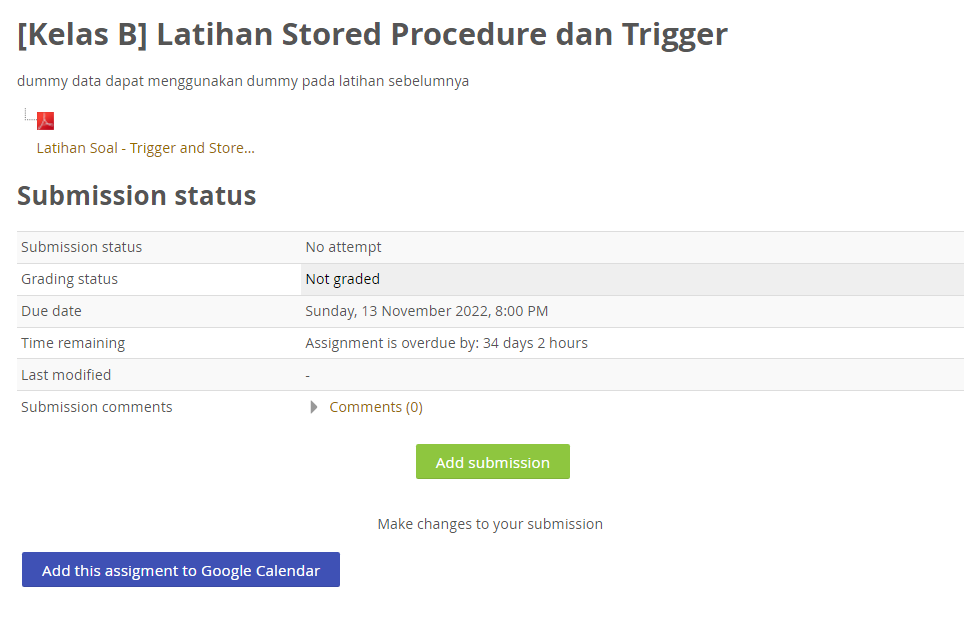 [Kelas B] Latihan Stored Procedure dan Trigger
dummy data dapat menggunakan dummy pada latihan sebelumnya
Latihan Soal - Trigger and Store...
Submission status
Submission status No attempt
Grading status Not graded
Due date Sunday, 13 November 2022, 8:00 PM
Time remaining Assignment is overdue by: 34 days 2 hours
Last modified -
Submission comments Comments (0)
Add submission
Make changes to your submission
Add this assigment to Google Calendar